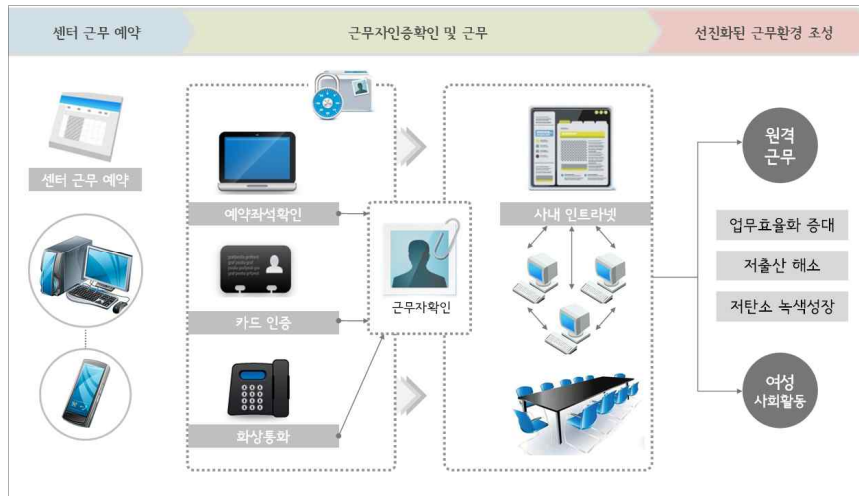 센터 근무 예약
근무자인증확인 및 근무
선진화된 근무환경 조성
센터 근무 예약
예약좌석확인
카드 인증
화상통화
근무자확인
사내 인트라넷
원격
근무
업무효율화 증대
저출산 해소
저탄소 녹색성장
여성
사회활동